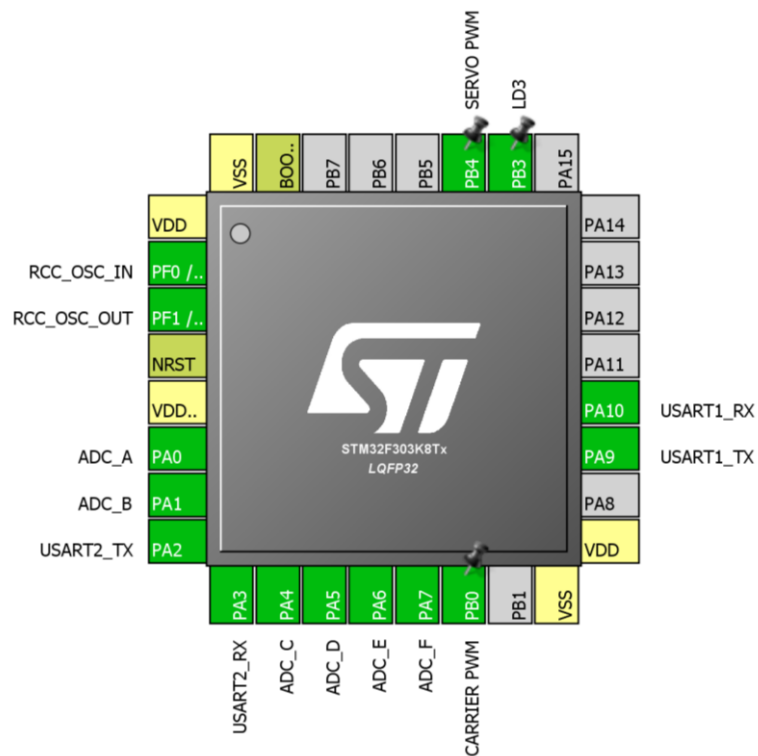 SERVO PWM
LD3
VSS
BOO..
PB7
PB6
PB5
PB4
PB3
PA15
VDD
PA14
RCC_OSC_IN
PF0 /..
PA13
RCC_OSC_OUT
PF1 /..
PA12
NRST
PA11
VDD..
PA10
USART1_RX
ADC_A
PA0
PA9
USART1_TX
ADC_B
PA1
PA8
USART2_TX
PA2
VDD
ST
STM32F303K8Tx
LQFP32
PA3
PA4
PA5
PA6
PA7
PB0
PB1
VSS
USART2_RX
ADC_C
ADC_D
ADC_E
ADC_F
CARRIER PWM